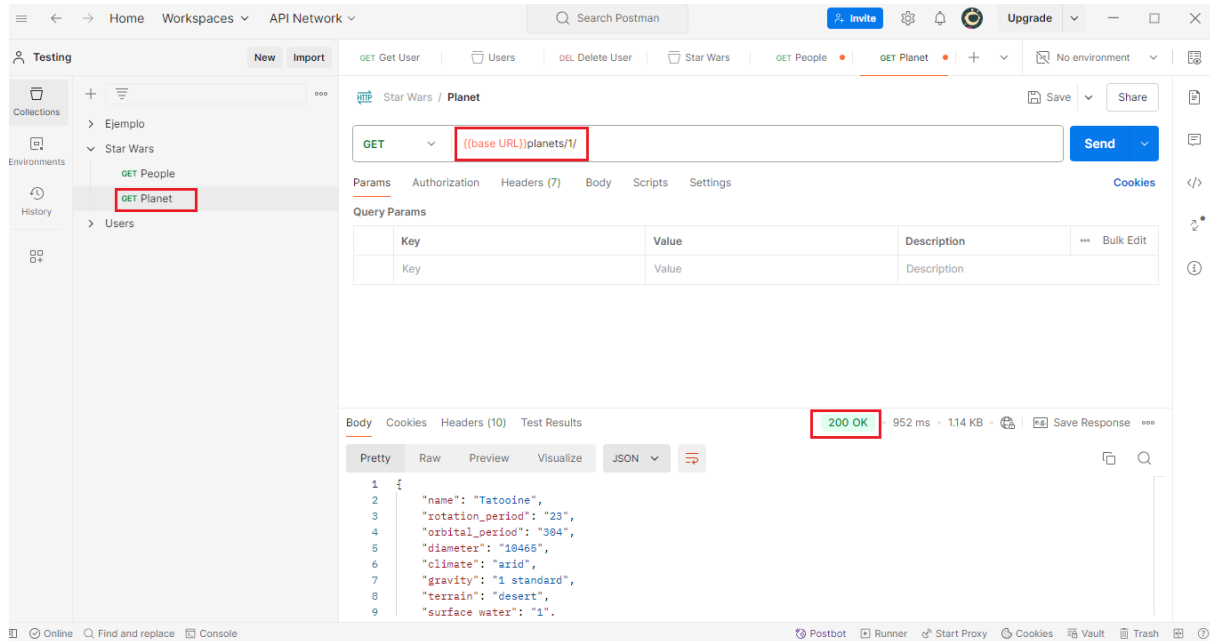 Home Workspaces API Network Search Postman Invite Upgrade
Testing New Import GET Get User Users DEL Delete User Star Wars GET People GET Planet No environment
Collections
Environments
History
Ejemplo
Star Wars
GET People
GET Planet
Users
HTTP Star Wars / Planet Save Share
GET {{base URL}}planets/1/ Send
Params Authorization Headers (7) Body Scripts Settings Cookies
Query Params
Key Value Description Bulk Edit
Key Value Description
Body Cookies Headers (10) Test Results 200 OK 952 ms 1.14 KB e.g. Save Response
Pretty Raw Preview Visualize JSON
1 {
2 "name": "Tatooine",
3 "rotation_period": "23",
4 "orbital_period": "304",
5 "diameter": "10465",
6 "climate": "arid",
7 "gravity": "1 standard",
8 "terrain": "desert",
9 "surface_water": "1",
Online Find and replace Console Postbot Runner Start Proxy Cookies Vault Trash